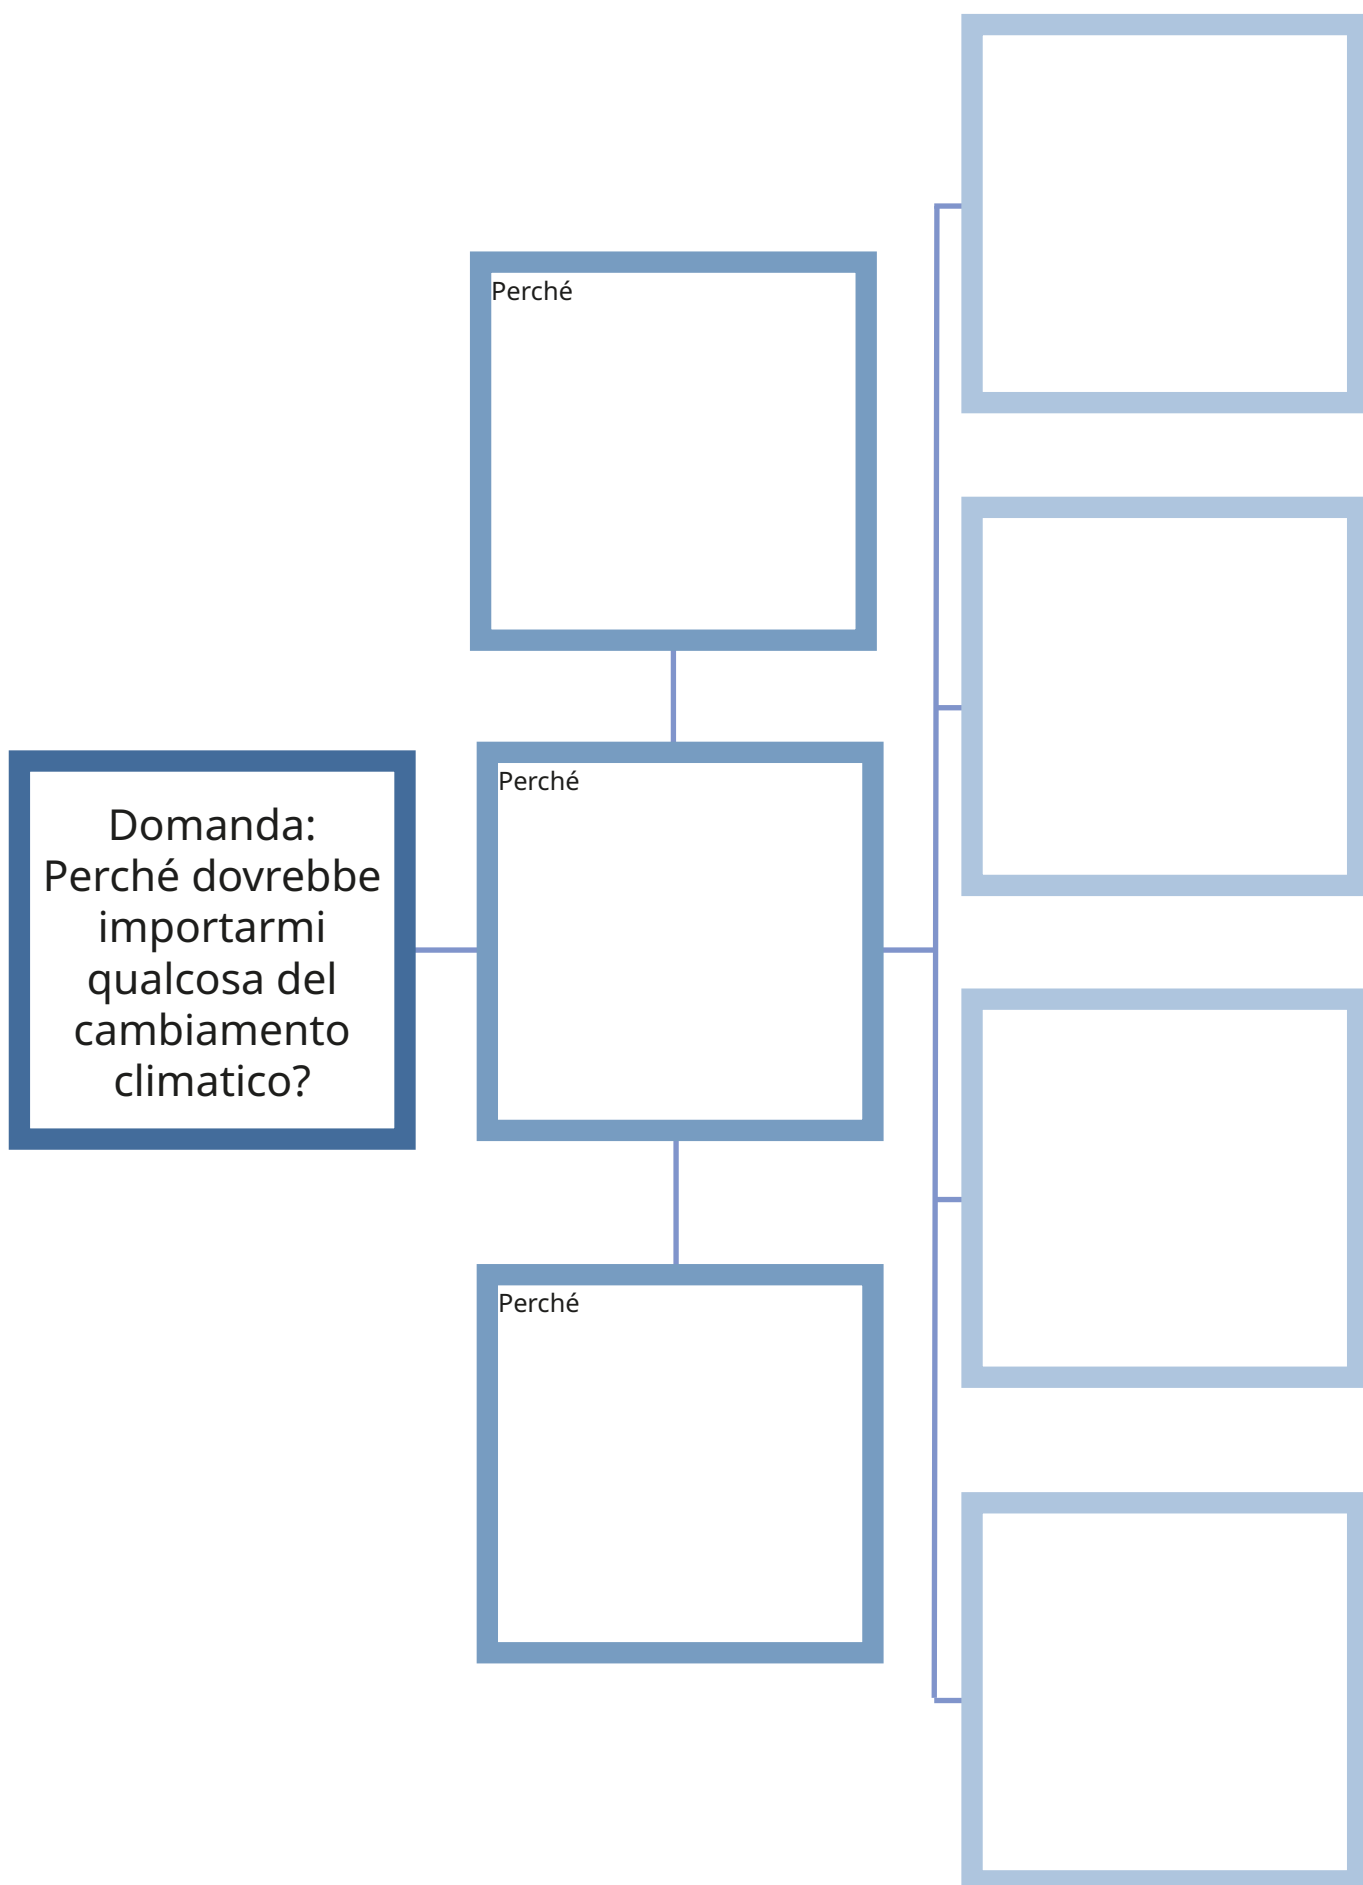 Domanda:
Perché dovrebbe
importarmi
qualcosa del
cambiamento
climatico?
Perché
Perché
Perché